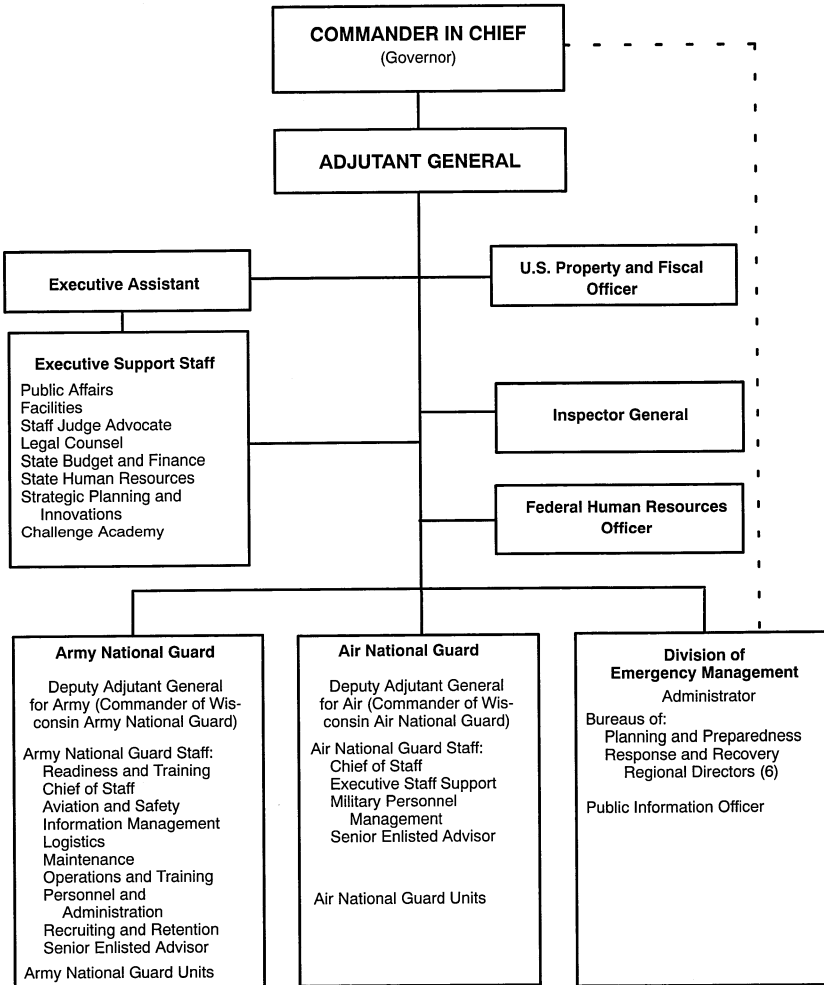 COMMANDER IN CHIEF
(Governor)
ADJUTANT GENERAL
Executive Assistant
U.S. Property and Fiscal
Officer
Executive Support Staff
Public Affairs
Facilities
Staff Judge Advocate
Legal Counsel
State Budget and Finance
State Human Resources
Strategic Planning and
Innovations
Challenge Academy
Inspector General
Federal Human Resources
Officer
Army National Guard
Deputy Adjutant General
for Army (Commander of Wis-
consin Army National Guard)
Army National Guard Staff:
Readiness and Training
Chief of Staff
Aviation and Safety
Information Management
Logistics
Maintenance
Operations and Training
Personnel and
Administration
Recruiting and Retention
Senior Enlisted Advisor
Army National Guard Units
Air National Guard
Deputy Adjutant General
for Air (Commander of Wis-
consin Air National Guard)
Air National Guard Staff:
Chief of Staff
Executive Staff Support
Military Personnel
Management
Senior Enlisted Advisor
Air National Guard Units
Division of
Emergency Management
Administrator
Bureaus of:
Planning and Preparedness
Response and Recovery
Regional Directors (6)
Public Information Officer